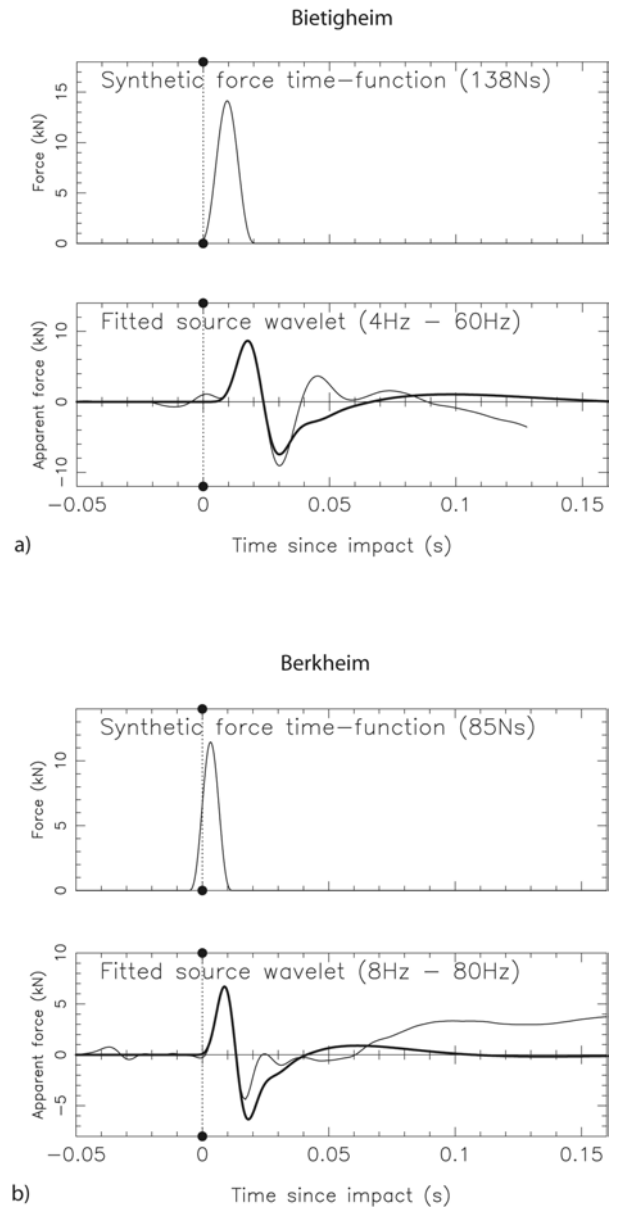 Bietigheim
Synthetic force time-function (138Ns)
Force (kN)
15
10
5
0
Fitted source wavelet (4Hz - 60Hz)
Apparent force (kN)
10
0
-10
-0.05 0 0.05 0.1 0.15
a) Time since impact (s)
Berkheim
Synthetic force time-function (85Ns)
Force (kN)
10
5
0
Fitted source wavelet (8Hz - 80Hz)
Apparent force (kN)
10
5
0
-5
-0.05 0 0.05 0.1 0.15
b) Time since impact (s)